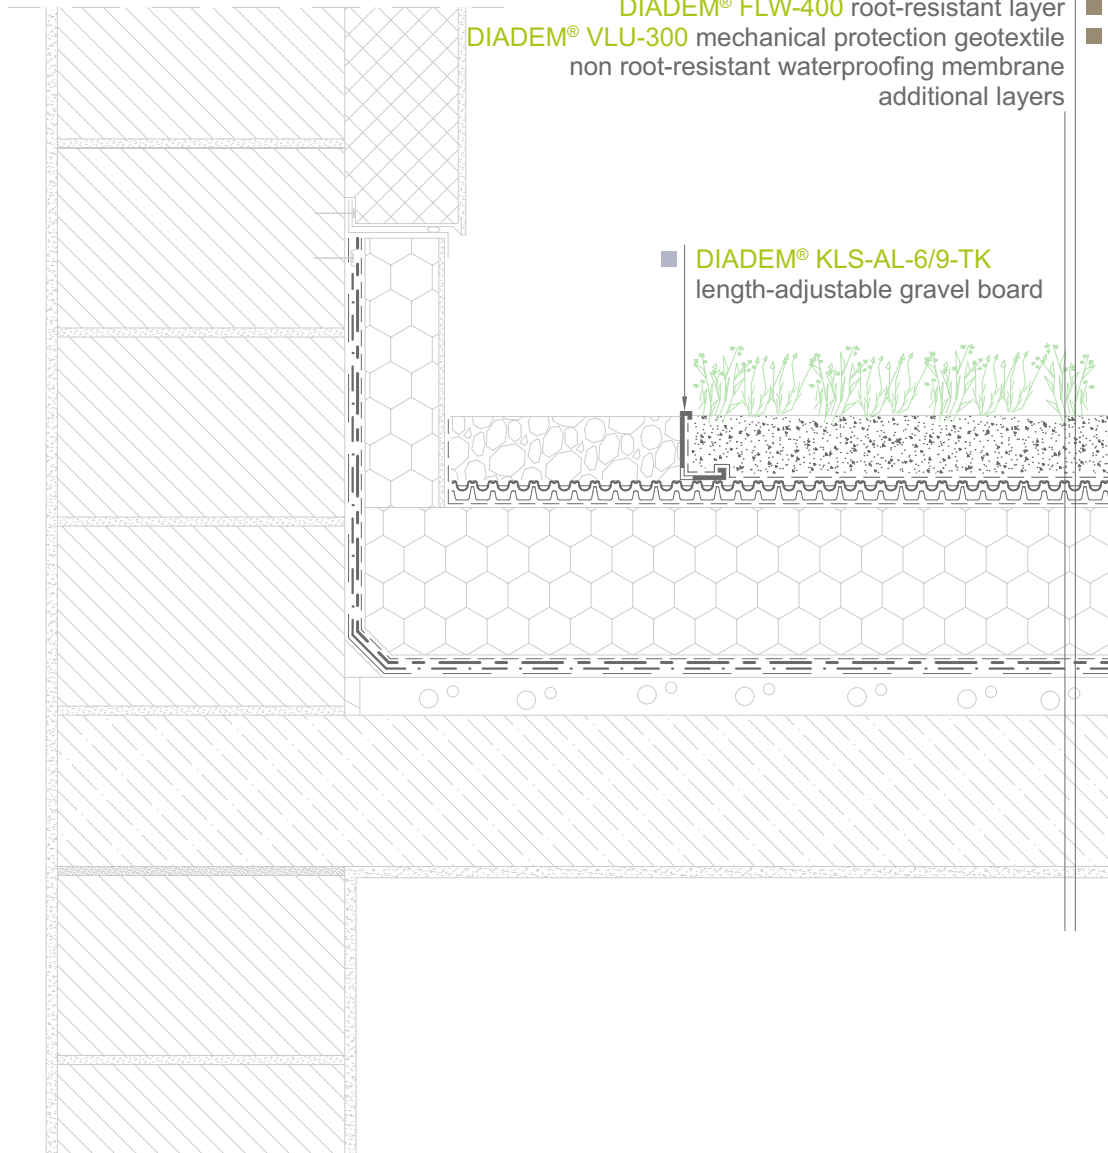 DIADEM® FLW-400 root-resistant layer
DIADEM® VLU-300 mechanical protection geotextile
non root-resistant waterproofing membrane
additional layers
DIADEM® KLS-AL-6/9-TK
length-adjustable gravel board